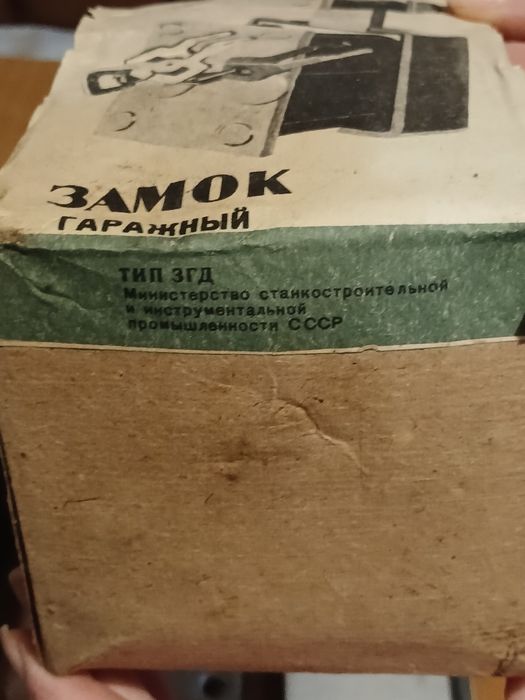 ЗАМОК
ГАРАЖНЫЙ
ТИП ЗГД
Министерство станкостроительной
и инструментальной
промышленности СССР